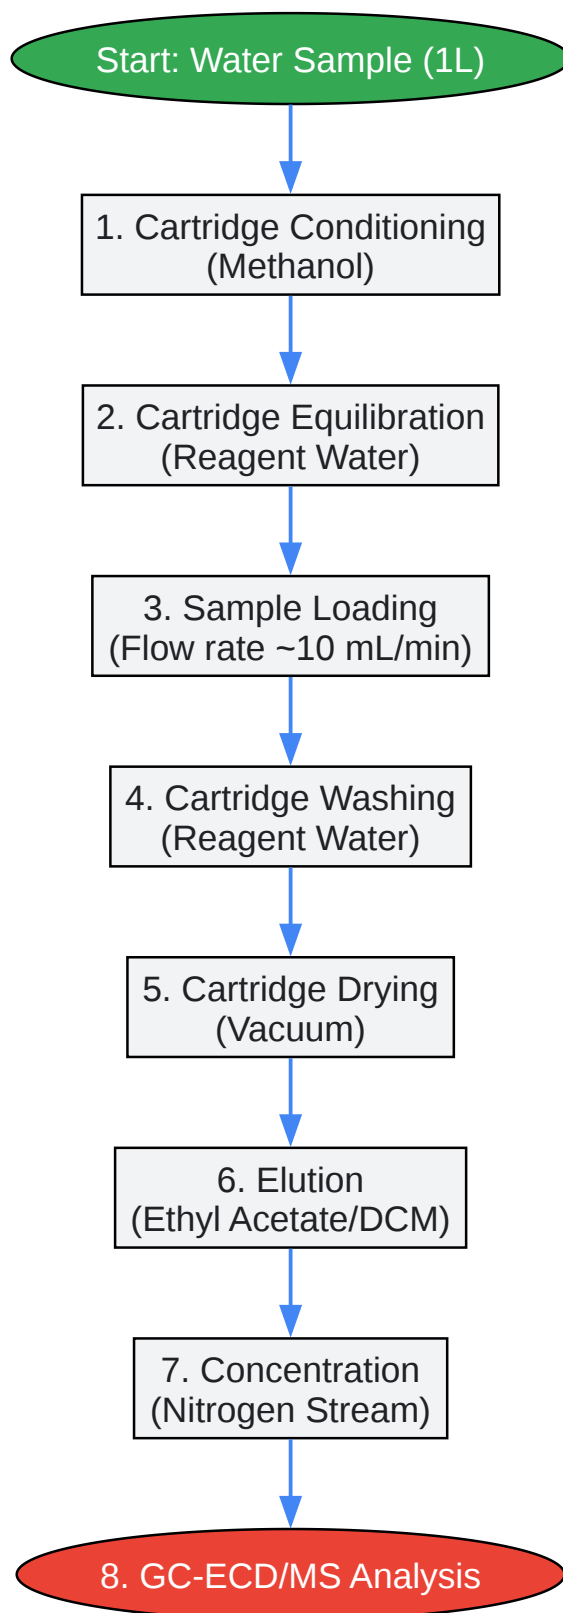 Start: Water Sample (1L)
1. Cartridge Conditioning
(Methanol)
2. Cartridge Equilibration
(Reagent Water)
3. Sample Loading
(Flow rate ~10 mL/min)
4. Cartridge Washing
(Reagent Water)
5. Cartridge Drying
(Vacuum)
6. Elution
(Ethyl Acetate/DCM)
7. Concentration
(Nitrogen Stream)
8. GC-ECD/MS Analysis